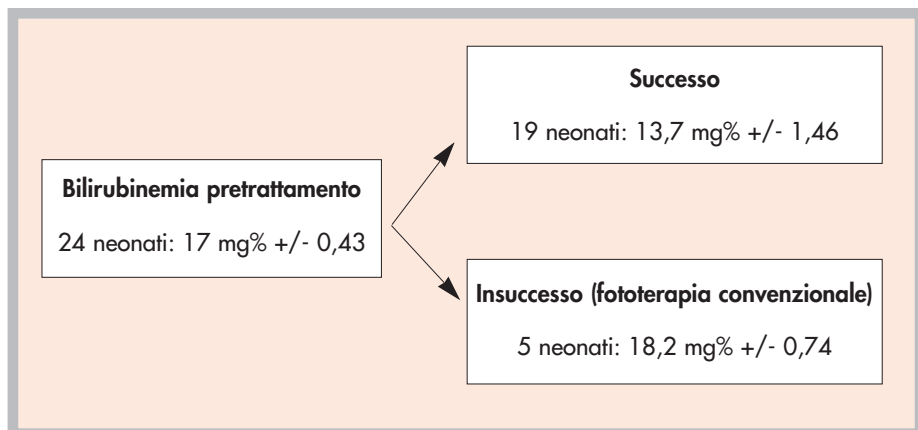 Successo
19 neonati: 13,7 mg% +/- 1,46
Bilirubinemia pretrattamento
24 neonati: 17 mg% +/- 0,43
Insuccesso (fototerapia convenzionale)
5 neonati: 18,2 mg% +/- 0,74